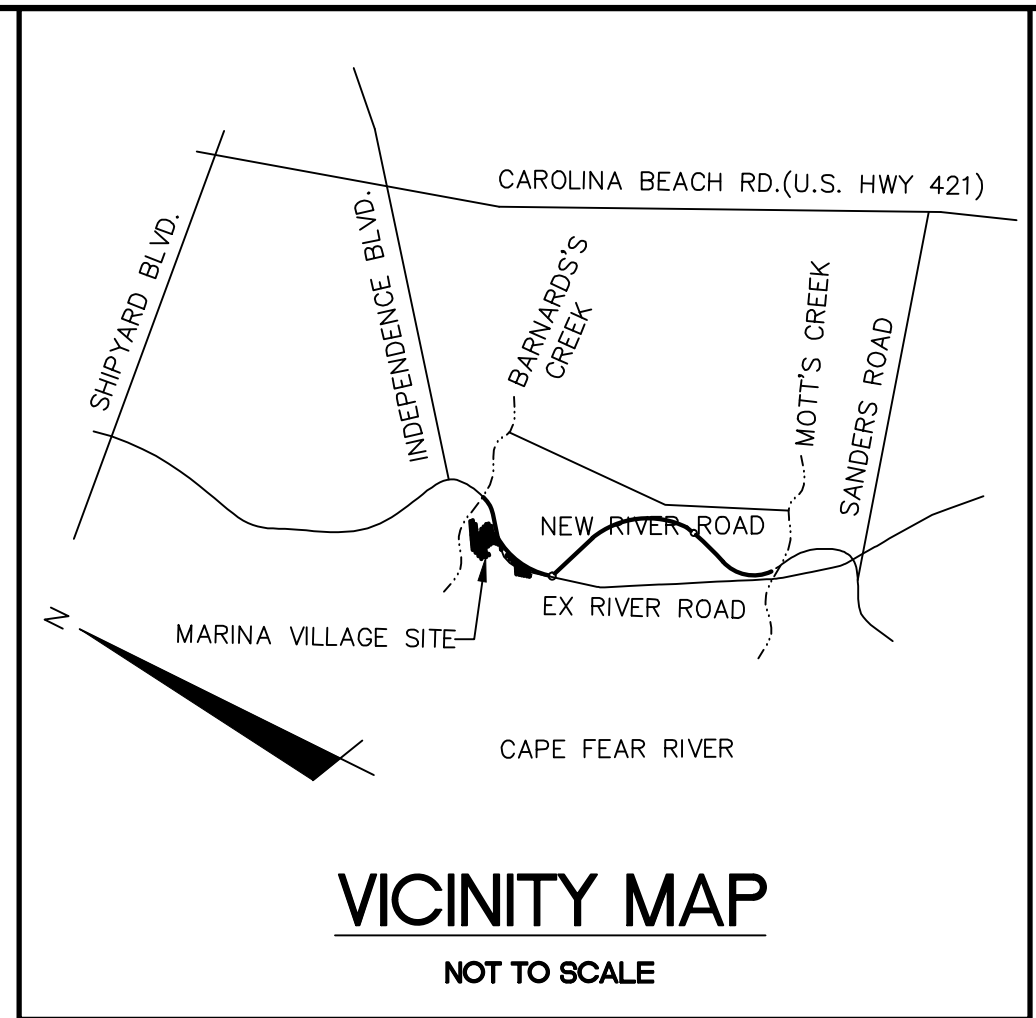 CAROLINA BEACH RD.(U.S. HWY 421)
SHIPYARD BLVD.
INDEPENDENCE BLVD.
BARNARDS'S
CREEK
MOTT'S CREEK
SANDERS ROAD
NEW RIVER ROAD
EX RIVER ROAD
N
MARINA VILLAGE SITE
CAPE FEAR RIVER
VICINITY MAP
NOT TO SCALE